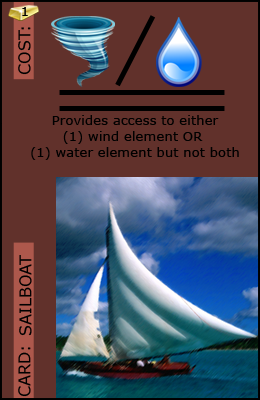 COST: 1
Provides access to either
(1) wind element OR
(1) water element but not both
CARD: SAILBOAT